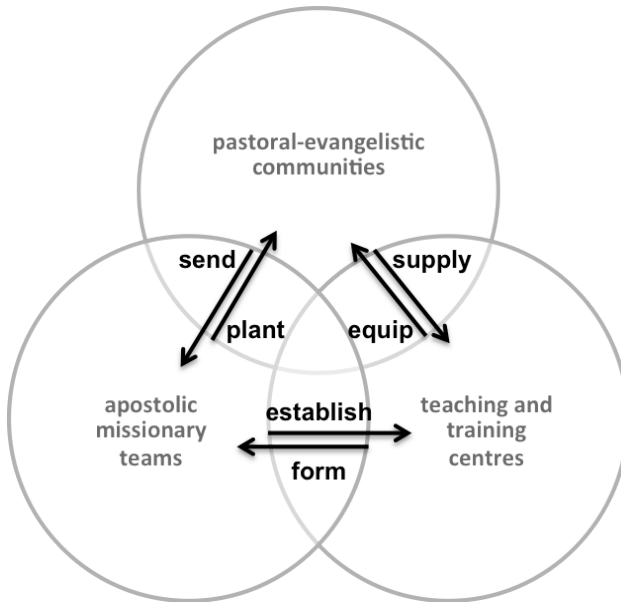 pastoral-evangelistic
communities
send
supply
plant
equip
apostolic
missionary
teams
establish
form
teaching and
training
centres